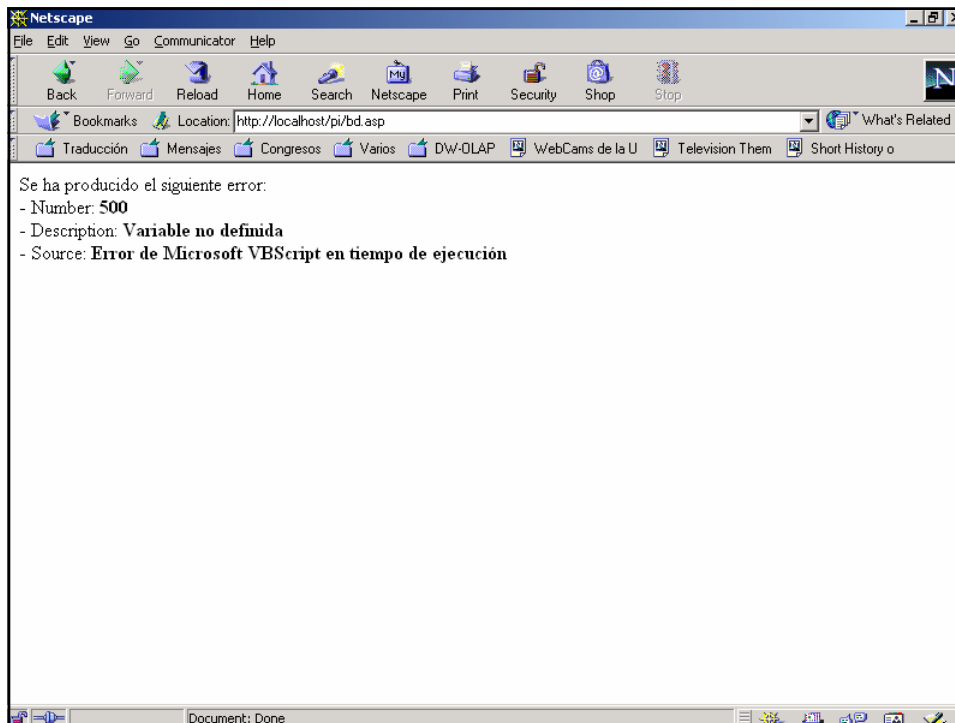 Netscape
File Edit View Go Communicator Help
Back Forward Reload Home Search Netscape Print Security Shop Stop
Bookmarks Location: http://localhost/pi/bd.asp What's Related
Traducción Mensajes Congresos Varios DW-OLAP WebCams de la U Television Them Short History o
Se ha producido el siguiente error:
- Number: 500
- Description: Variable no definida
- Source: Error de Microsoft VBScript en tiempo de ejecución
Document: Done